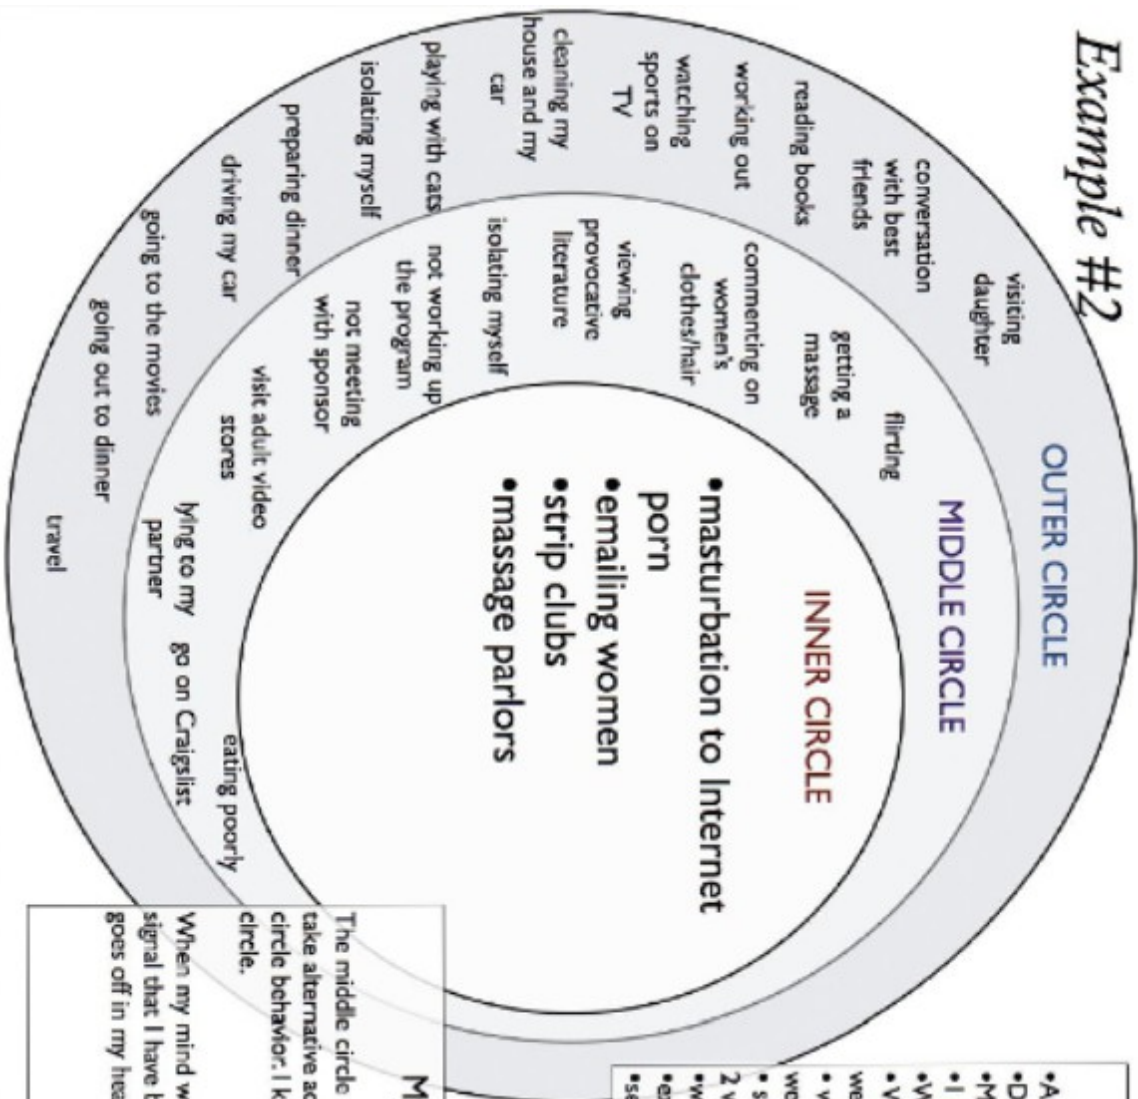 Example #2
OUTER CIRCLE
visiting
daughter
conversation
with best
friends
reading books
working out
watching
sports on
TV
cleaning my
house and my
car
playing with cats
isolating myself
preparing dinner
driving my car
going to the movies
going out to dinner
travel
MIDDLE CIRCLE
flirting
getting a
massage
commenting on
women's
clothes/hair
viewing
provocative
literature
isolating myself
not working up
the program
not meeting
with sponsor
visit adult video
stores
lying to my
partner
go on Craigslist
eating poorly
INNER CIRCLE
•masturbation to Internet
porn
•emailing women
•strip clubs
•massage parlors
M
The middle circle
take alternative
circle behavior. I
circle.
When my mind
signal that I have
goes off in my
•A
•D
•M
•I
•V
we
•
we
•s
2
•w
•e
•se